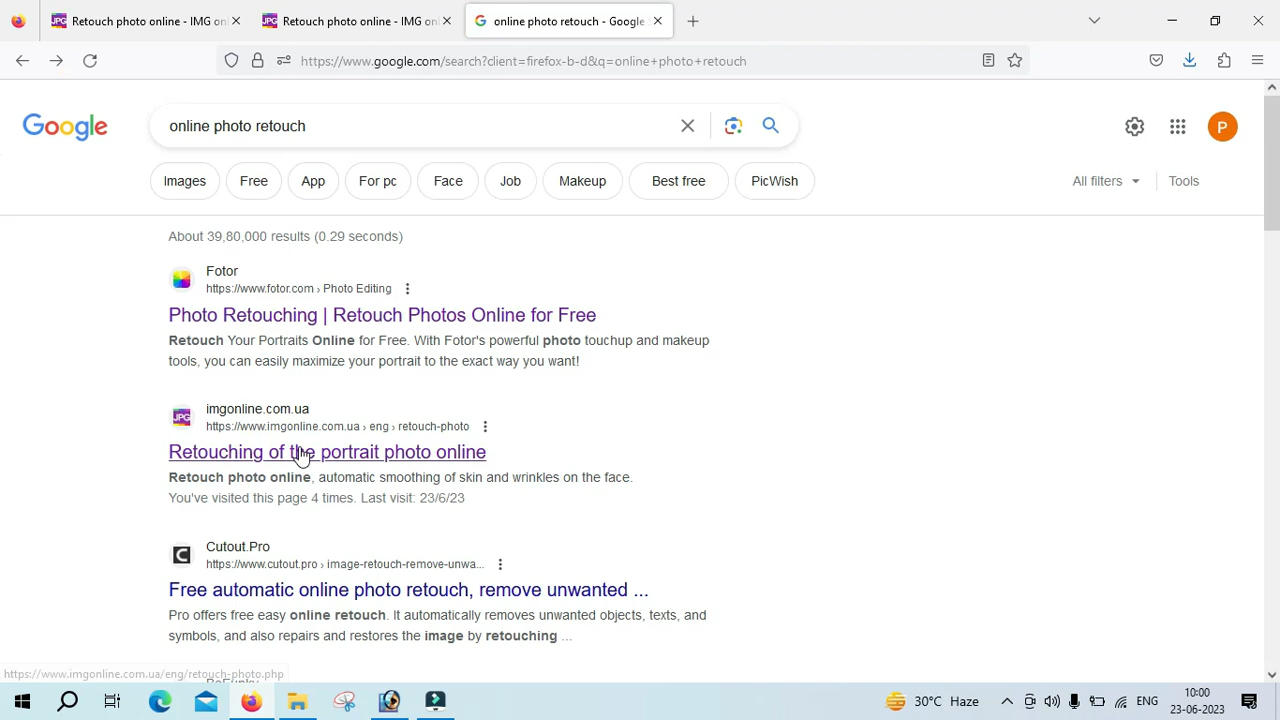 Retouch photo online - IMG on
Retouch photo online - IMG on
online photo retouch - Google
https://www.google.com/search?client=firefox-b-d&q=online+photo+retouch
Google
online photo retouch
P
Images
Free
App
For pc
Face
Job
Makeup
Best free
PicWish
All filters
Tools
About 39,80,000 results (0.29 seconds)
Fotor
https://www.fotor.com › Photo Editing
Photo Retouching | Retouch Photos Online for Free
Retouch Your Portraits Online for Free. With Fotor's powerful photo touchup and makeup
tools, you can easily maximize your portrait to the exact way you want!
JPG
imgonline.com.ua
https://www.imgonline.com.ua › eng › retouch-photo
Retouching of the portrait photo online
Retouch photo online, automatic smoothing of skin and wrinkles on the face.
You've visited this page 4 times. Last visit: 23/6/23
Cutout.Pro
https://www.cutout.pro › image-retouch-remove-unwa...
Free automatic online photo retouch, remove unwanted ...
Pro offers free easy online retouch. It automatically removes unwanted objects, texts, and
symbols, and also repairs and restores the image by retouching ...
https://www.imgonline.com.ua/eng/retouch-photo.php
30°C Haze
ENG
10:00
23-06-2023